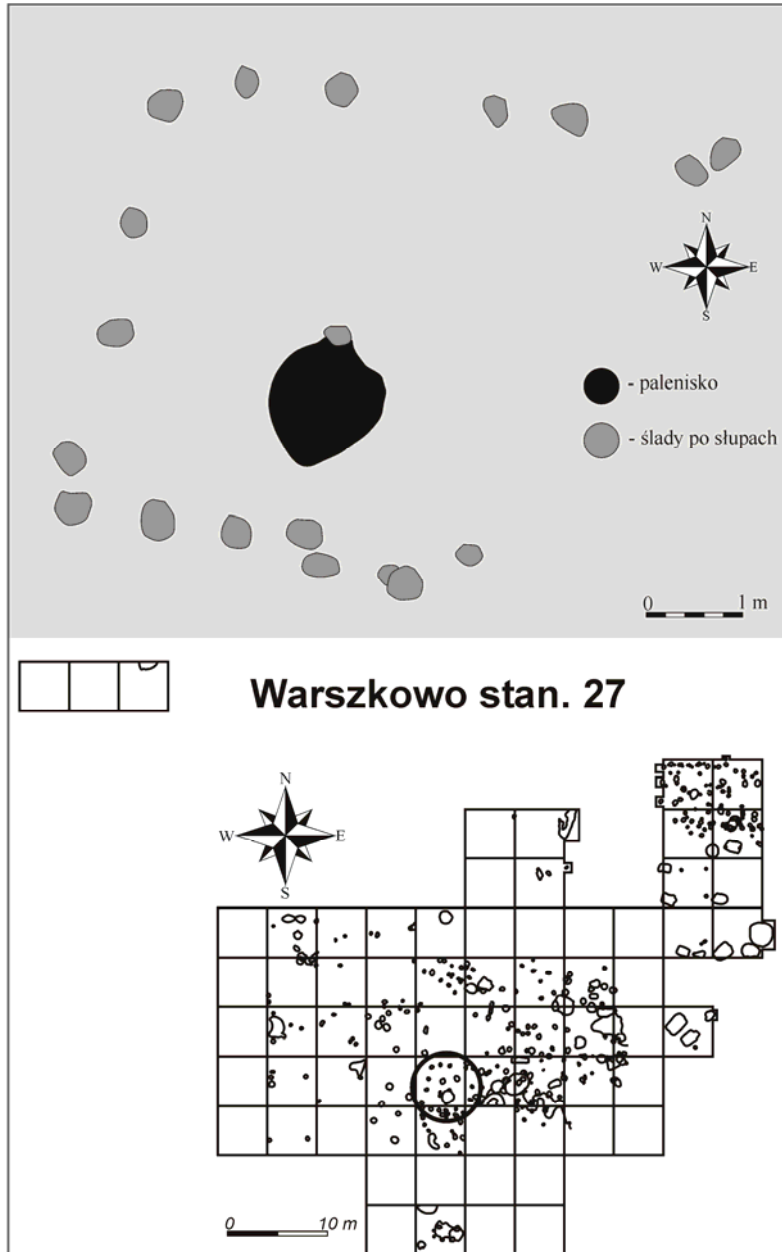 N
W E
S
- palenisko
- ślady po słupach
0 1 m
Warszkowo stan. 27
N
W E
S
0 10 m